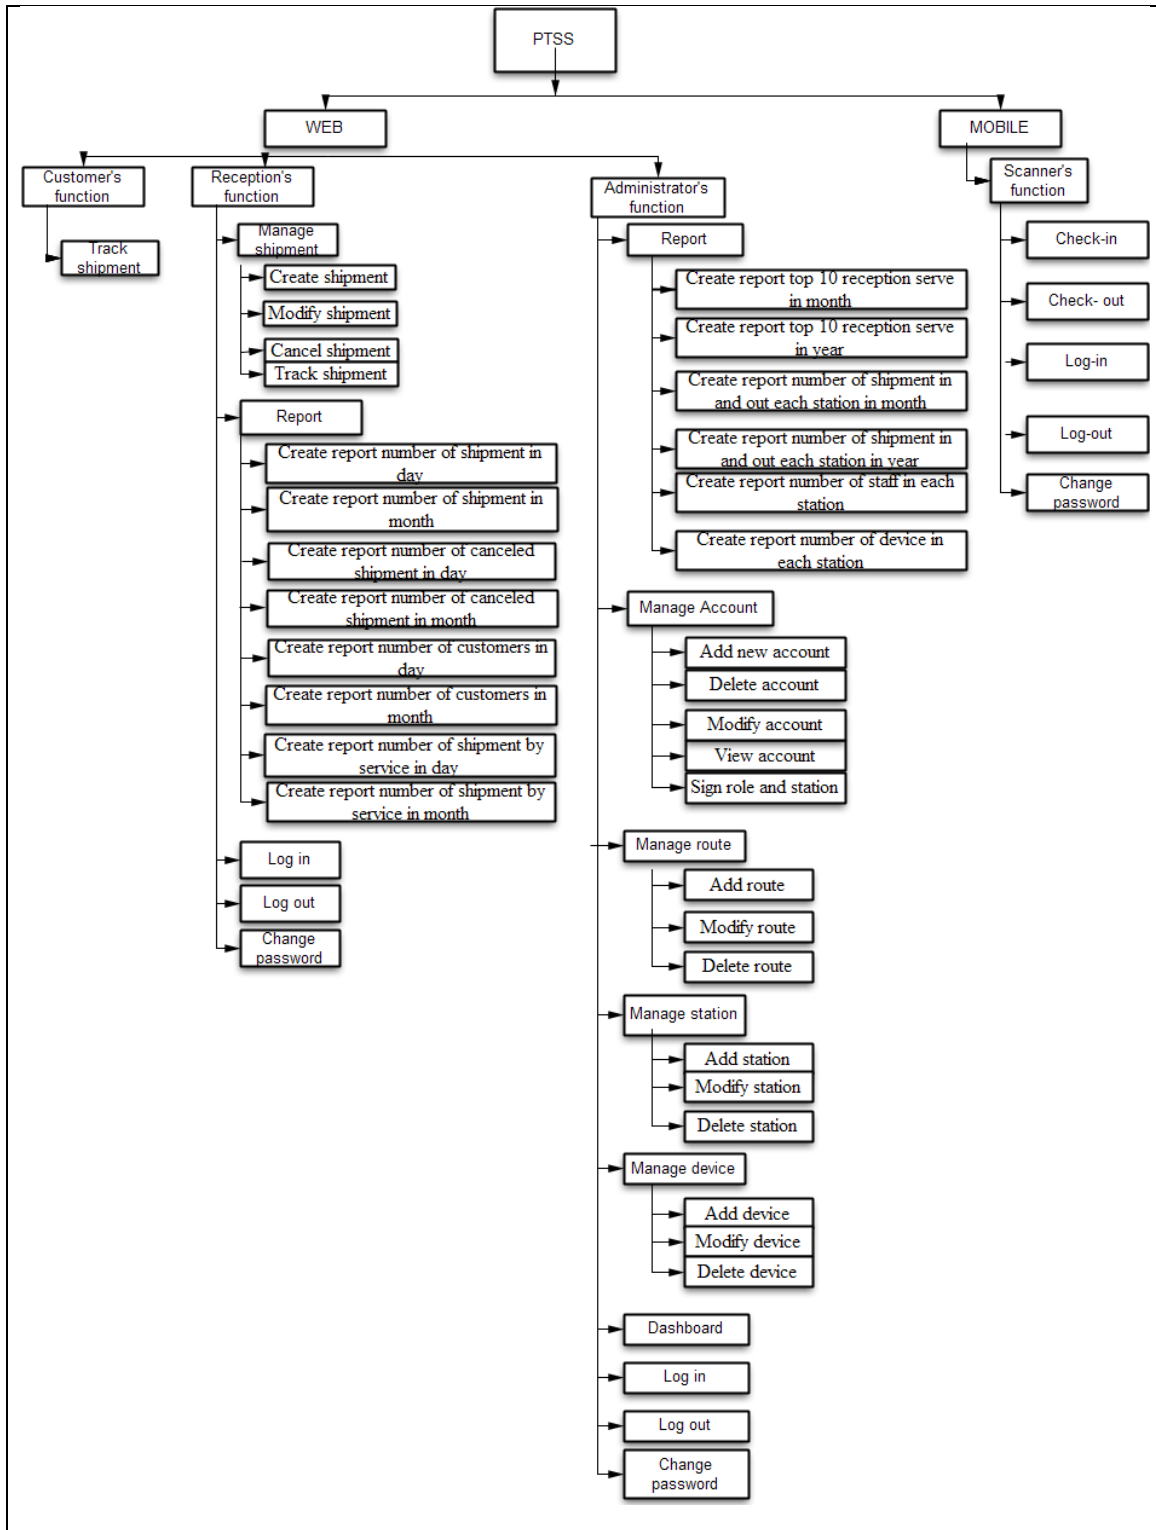 PTSS
WEB
MOBILE
Customer's
function
Track
shipment
Reception's
function
Manage
shipment
Create shipment
Modify shipment
Cancel shipment
Track shipment
Report
Create report number of shipment in
day
Create report number of shipment in
month
Create report number of canceled
shipment in day
Create report number of canceled
shipment in month
Create report number of customers in
day
Create report number of customers in
month
Create report number of shipment by
service in day
Create report number of shipment by
service in month
Log in
Log out
Change
password
Administrator's
function
Report
Create report top 10 reception serve
in month
Create report top 10 reception serve
in year
Create report number of shipment in
and out each station in month
Create report number of shipment in
and out each station in year
Create report number of staff in each
station
Create report number of device in
each station
Manage Account
Add new account
Delete account
Modify account
View account
Sign role and station
Manage route
Add route
Modify route
Delete route
Manage station
Add station
Modify station
Delete station
Manage device
Add device
Modify device
Delete device
Dashboard
Log in
Log out
Change
password
Scanner's
function
Check-in
Check- out
Log-in
Log-out
Change
password